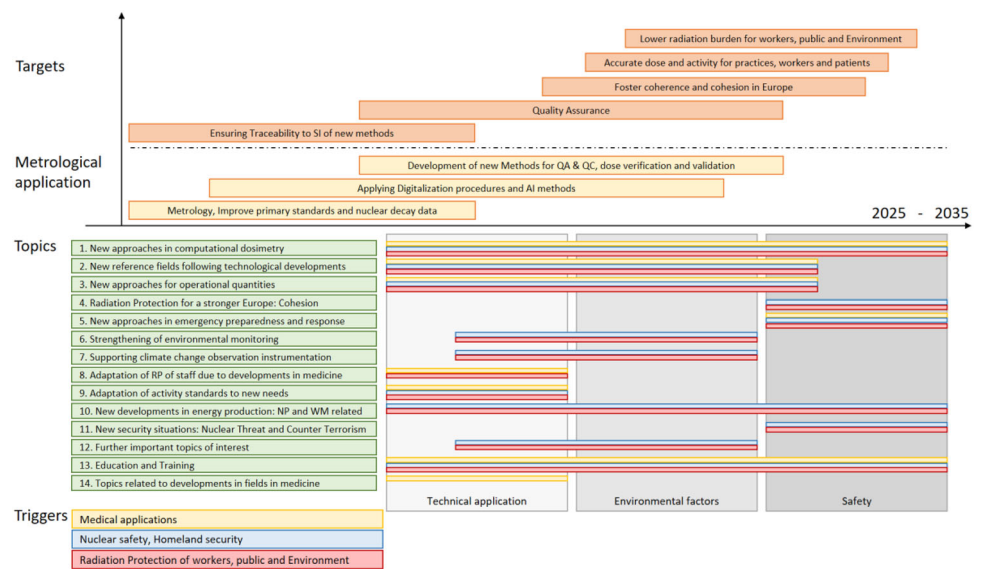 Targets
Lower radiation burden for workers, public and Environment
Accurate dose and activity for practices, workers and patients
Foster coherence and cohesion in Europe
Quality Assurance
Ensuring Traceability to SI of new methods
Metrological
application
Development of new Methods for QA & QC, dose verification and validation
Applying Digitalization procedures and AI methods
Metrology, Improve primary standards and nuclear decay data
2025 - 2035
Topics
1. New approaches in computational dosimetry
2. New reference fields following technological developments
3. New approaches for operational quantities
4. Radiation Protection for a stronger Europe: Cohesion
5. New approaches in emergency preparedness and response
6. Strengthening of environmental monitoring
7. Supporting climate change observation instrumentation
8. Adaptation of RP of staff due to developments in medicine
9. Adaptation of activity standards to new needs
10. New developments in energy production: NP and WM related
11. New security situations: Nuclear Threat and Counter Terrorism
12. Further important topics of interest
13. Education and Training
14. Topics related to developments in fields in medicine
Technical application
Environmental factors
Safety
Triggers
Medical applications
Nuclear safety, Homeland security
Radiation Protection of workers, public and Environment